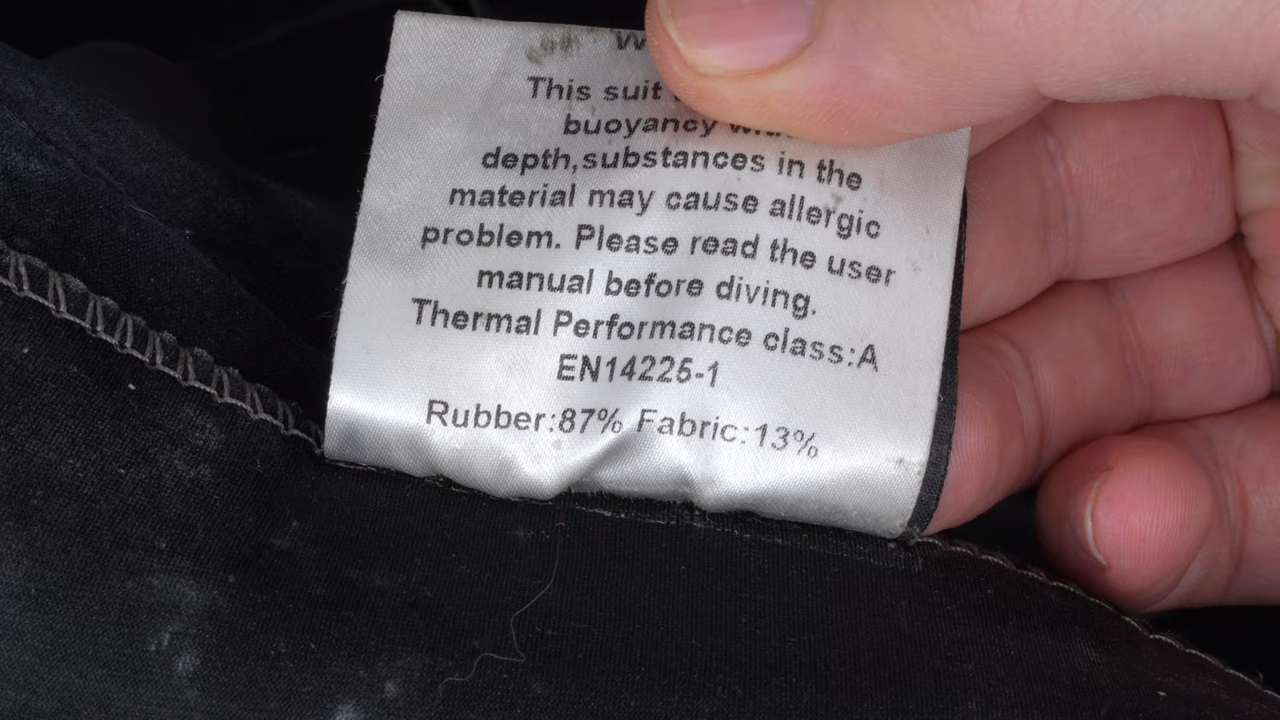 This suit
buoyancy
depth,substances in the
material may cause allergic
problem. Please read the user
manual before diving.
Thermal Performance class:A
EN14225-1
Rubber:87% Fabric:13%